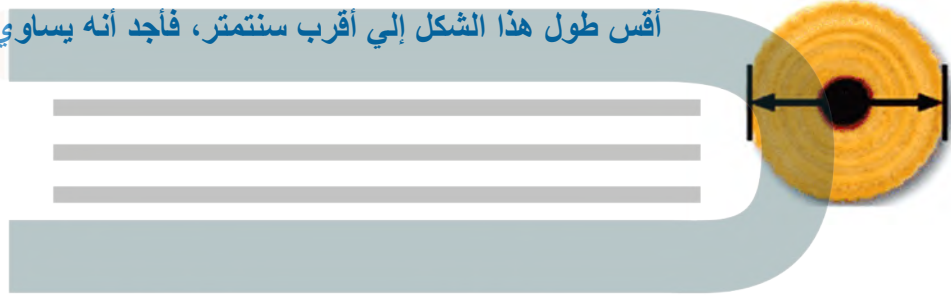 أقس طول هذا الشكل إلي أقرب سنتمتر، فأجد أنه يساوي